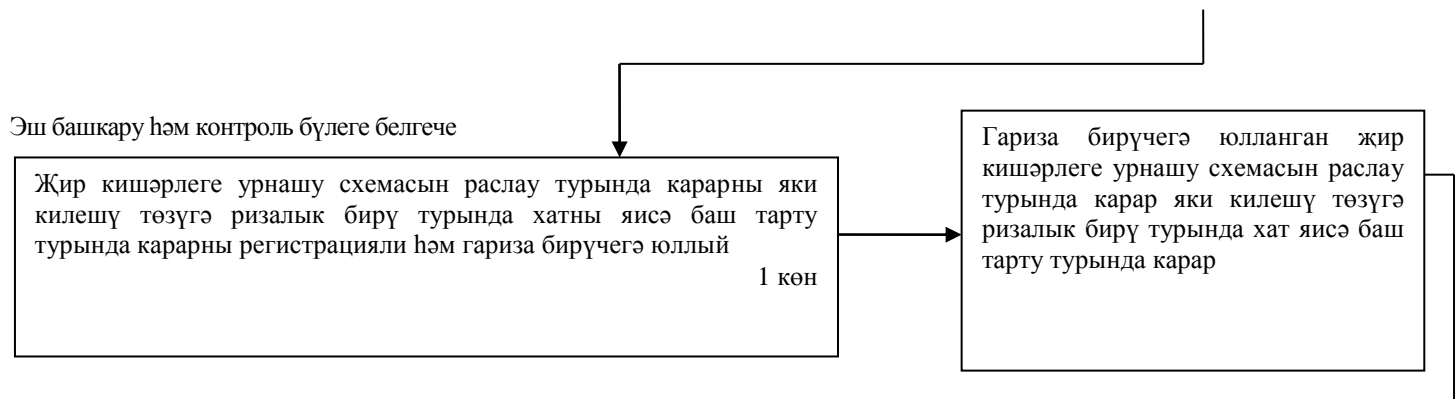 Эш башкару һәм контроль бүлеге белгече
Җир кишәрлеге урнашу схемасын раслау турында карарны яки
килешү төзүгә ризалык бирү турында хатны яисә баш тарту
турында карарны регистрацияли һәм гариза бирүчегә юллый
1 көн
Гариза бирүчегә юлланган җир
кишәрлеге урнашу схемасын раслау
турында карар яки килешү төзүгә
ризалык бирү турында хат яисә баш
тарту турында карар